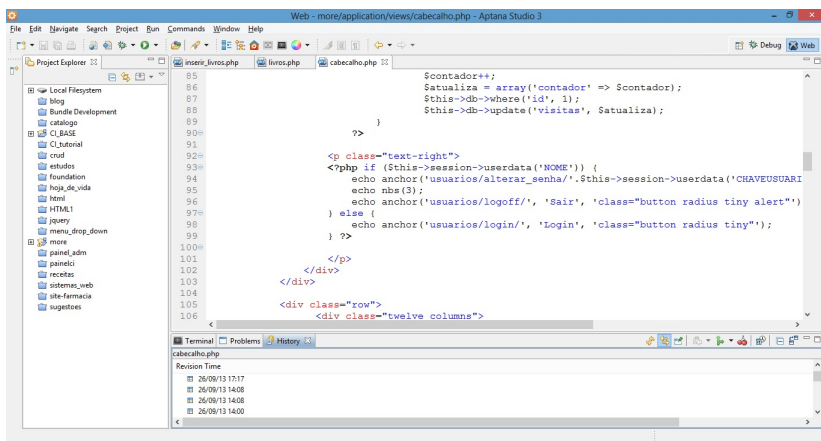 Web - more/application/views/cabecalho.php - Aptana Studio 3
File Edit Navigate Search Project Run Commands Window Help
Debug Web
Project Explorer
inserir_livros.php livros.php cabecalho.php
Local Filesystem
blog
Bundle Development
catalogo
CI_BASE
CI_tutorial
crud
estudos
foundation
hoja_de_vida
html
HTML1
jquery
menu_drop_down
more
painel_adm
painelci
receitas
sistemas_web
site-farmacia
sugestoes
85 $contador++;
86 $atualiza = array('contador' => $contador);
87 $this->db->where('id', 1);
88 $this->db->update('visitas', $atualiza);
89 }
90 ?>
91
92 <p class="text-right">
93 <?php if ($this->session->userdata('NOME')) {
94 echo anchor('usuarios/alterar_senha/'.$this->session->userdata('CHAVEUSUARI
95 echo nbs(3);
96 echo anchor('usuarios/logoff/', 'Sair', 'class="button radius tiny alert"')
97 } else {
98 echo anchor('usuarios/login/', 'Login', 'class="button radius tiny"');
99 } ?>
100
101 </p>
102 </div>
103 </div>
104
105 <div class="row">
106 <div class="twelve columns">
Terminal Problems History
cabecalho.php
Revision Time
26/09/13 17:17
26/09/13 14:08
26/09/13 14:08
26/09/13 14:00